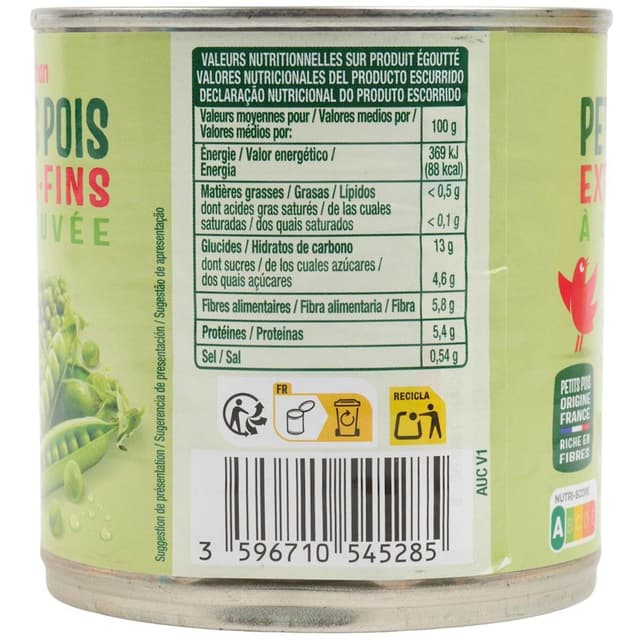 POIS
-FINS
UVÉE
Suggestion de présentation / Sugerencia de presentación / Sugestão de apresentação
VALEURS NUTRITIONNELLES SUR PRODUIT ÉGOUTTÉ
VALORES NUTRICIONALES DEL PRODUCTO ESCURRIDO
DECLARAÇÃO NUTRICIONAL DO PRODUTO ESCORRIDO
Valeurs moyennes pour / Valores medios por /
Valores médios por: 100 g
Énergie / Valor energético / 369 kJ
Energia (88 kcal)
Matières grasses / Grasas / Lípidos < 0,5 g
dont acides gras saturés / de las cuales
saturadas / dos quais saturados < 0,1 g
Glucides / Hidratos de carbono 13 g
dont sucres / de los cuales azúcares /
dos quais açúcares 4,6 g
Fibres alimentaires / Fibra alimentaria / Fibra 5,8 g
Protéines / Proteínas 5,4 g
Sel / Sal 0,54 g
FR
RECICLA
AUC V1
3 596710 545285
PE
EX
À
PETITS POIS
ORIGINE
FRANCE
RICHE EN
FIBRES
NUTRI-SCORE
A